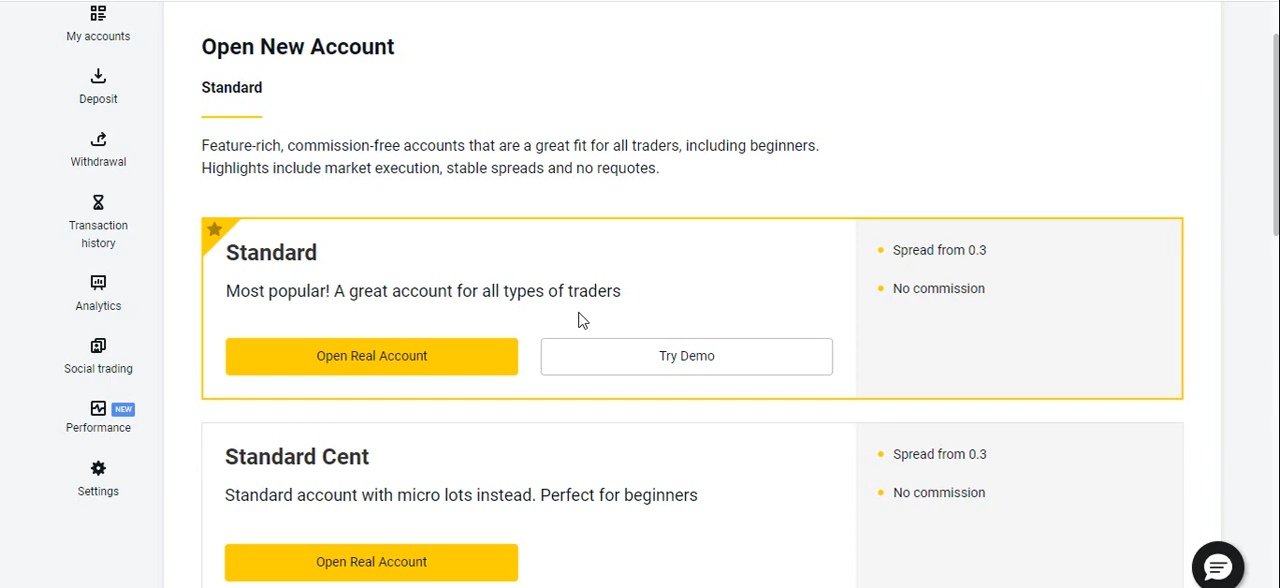 My accounts
Deposit
Withdrawal
Transaction
history
Analytics
Social trading
NEW
Performance
Settings
Open New Account
Standard
Feature-rich, commission-free accounts that are a great fit for all traders, including beginners.
Highlights include market execution, stable spreads and no requotes.
Standard
Most popular! A great account for all types of traders
Open Real Account
Try Demo
Spread from 0.3
No commission
Standard Cent
Standard account with micro lots instead. Perfect for beginners
Open Real Account
Spread from 0.3
No commission